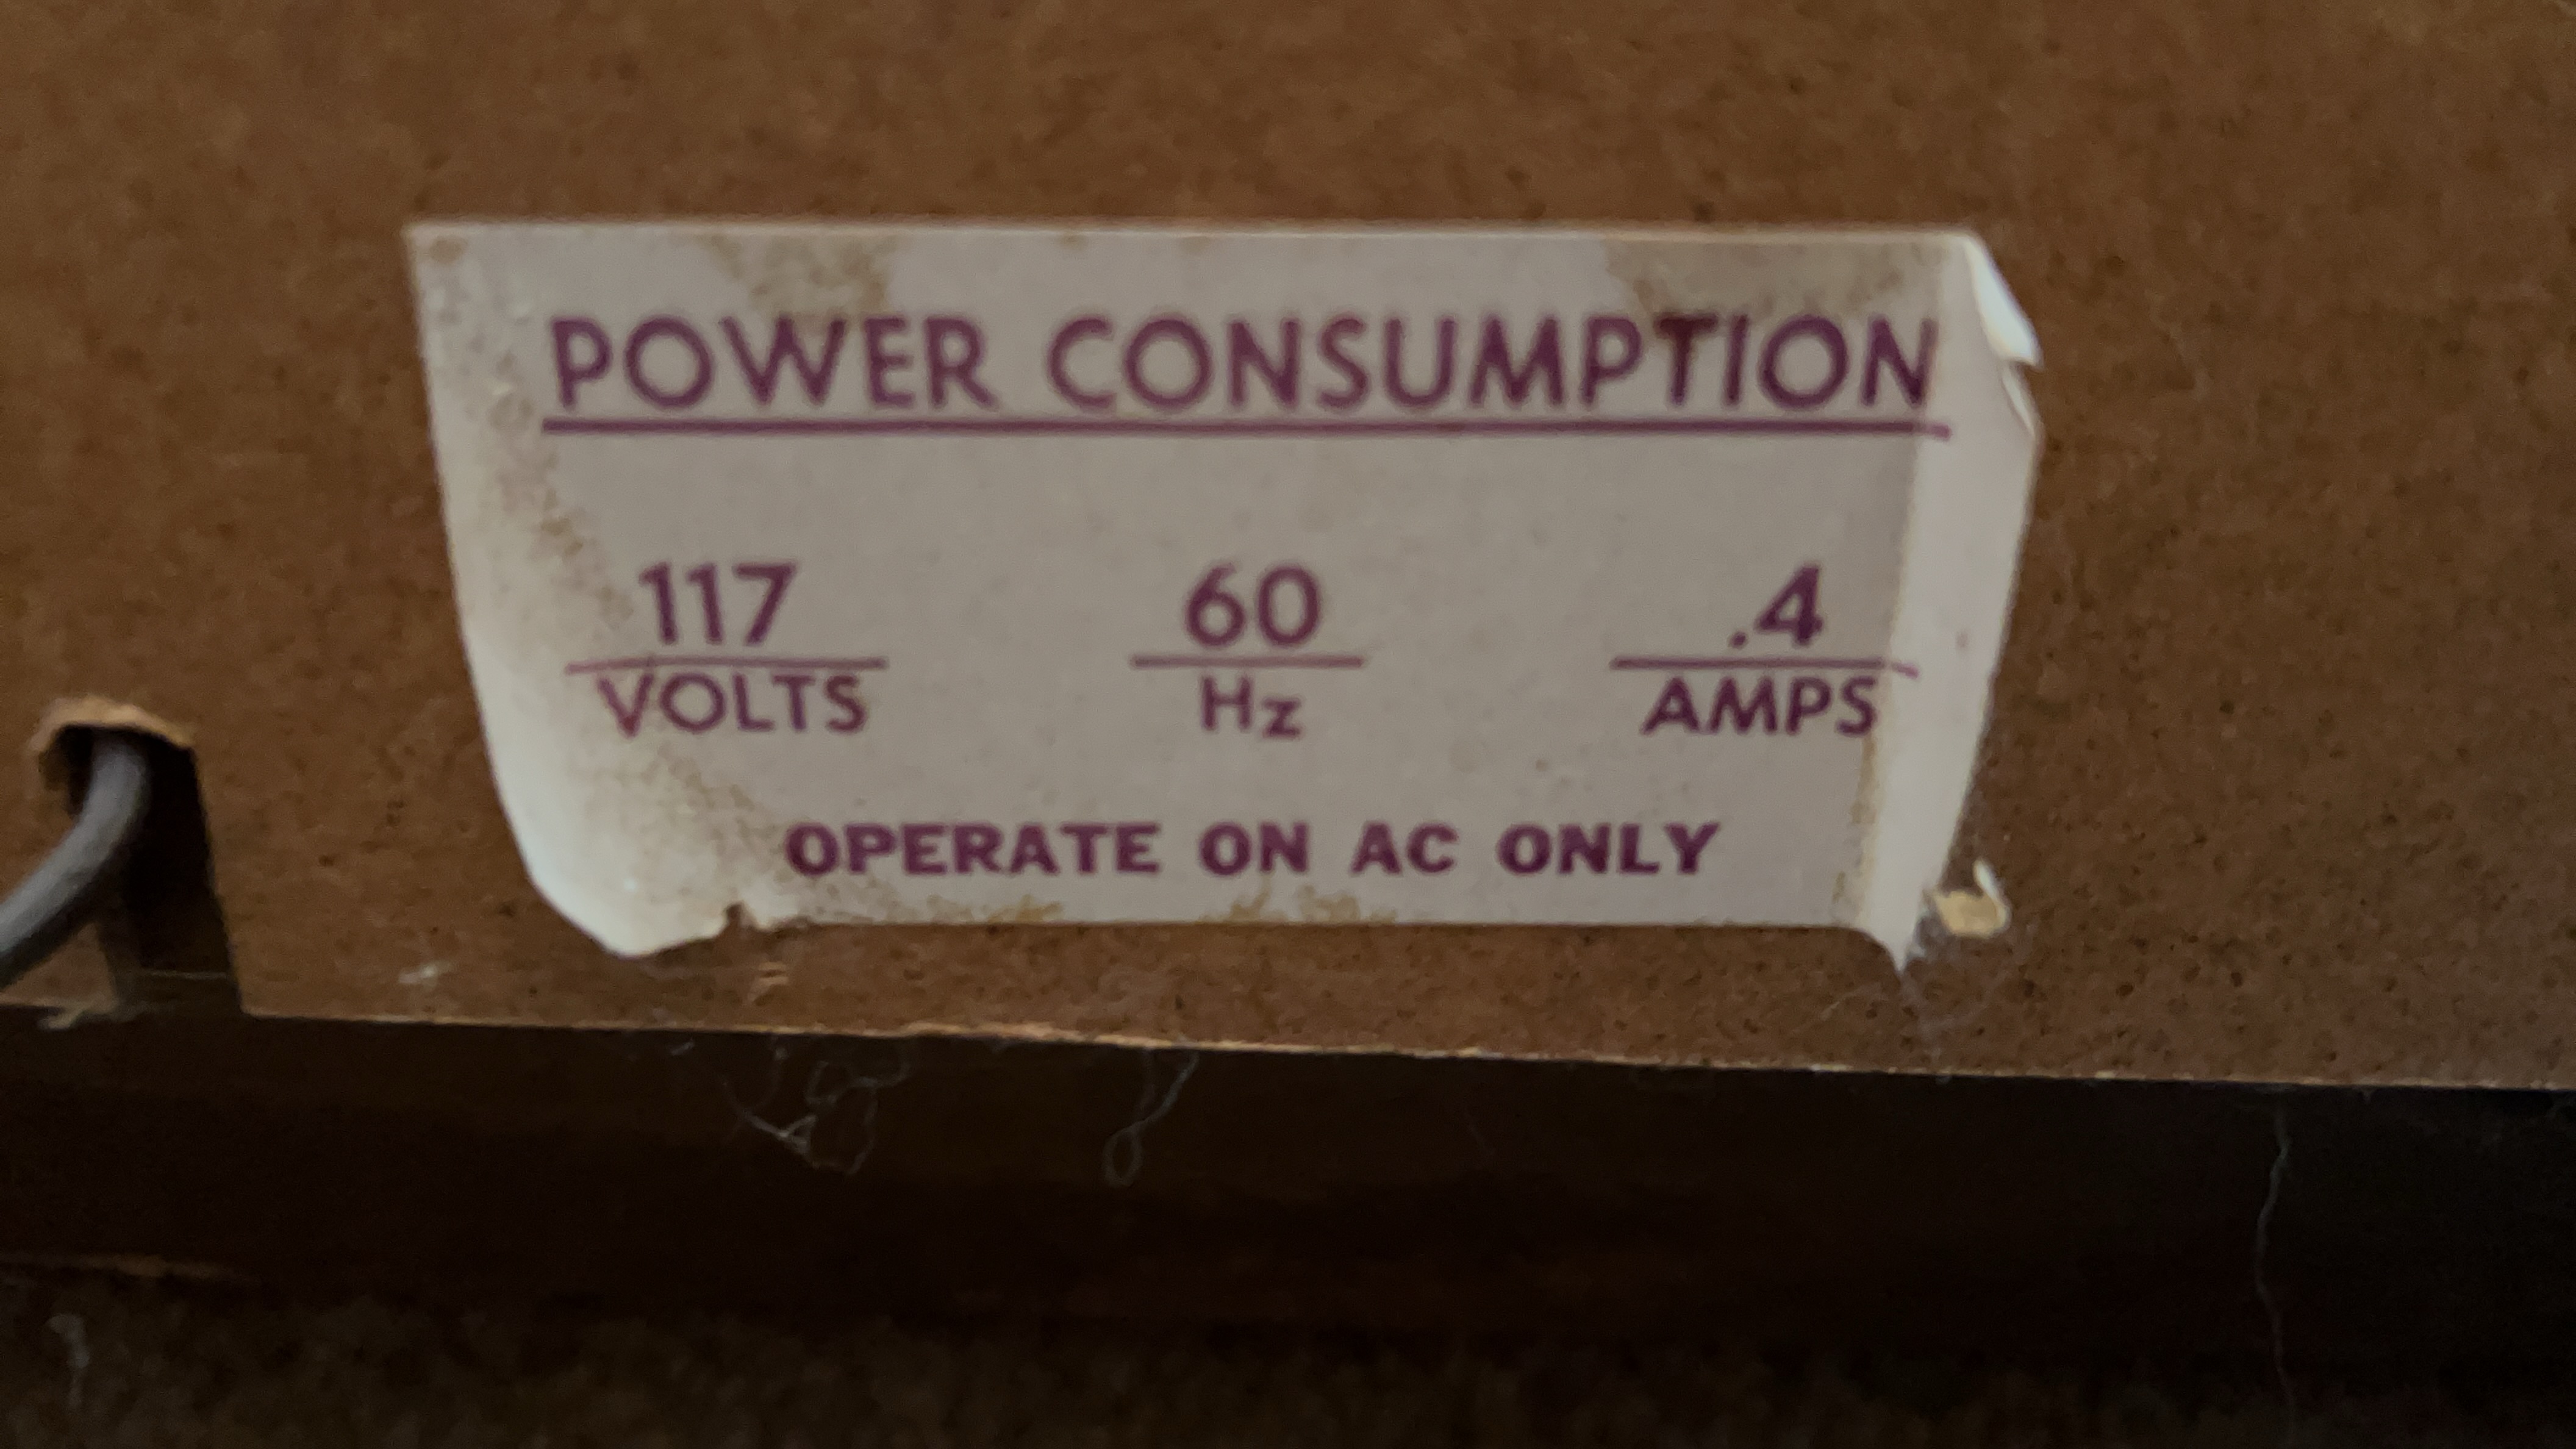 POWER CONSUMPTION
117 60 .4
VOLTS Hz AMPS
OPERATE ON AC ONLY